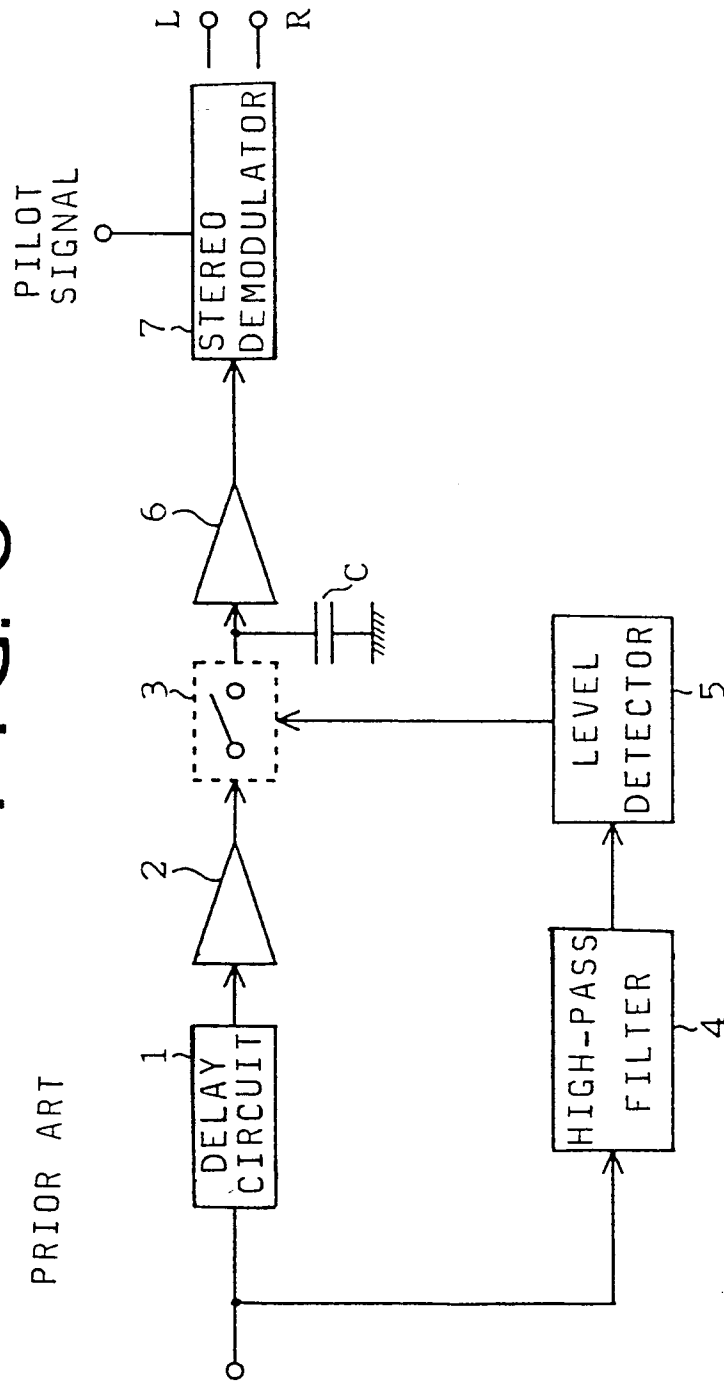 PRIOR ART
PILOT
SIGNAL
1
DELAY
CIRCUIT
2
3
6
C
7
STEREO
DEMODULATOR
L
R
HIGH-PASS
FILTER
4
LEVEL
DETECTOR
5